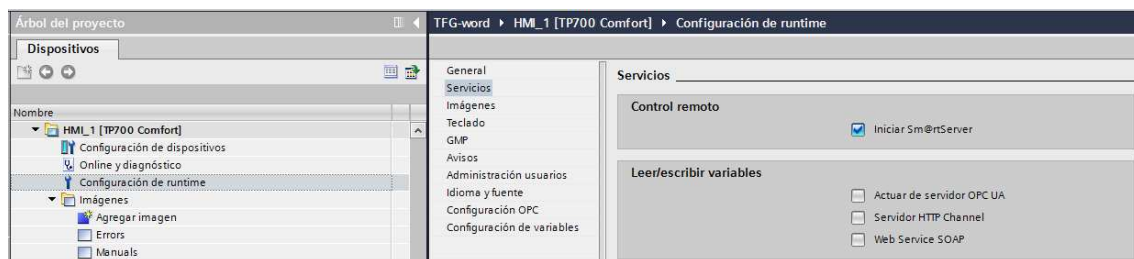 Árbol del proyecto
Dispositivos
Nombre
HMI_1 [TP700 Comfort]
Configuración de dispositivos
Online y diagnóstico
Configuración de runtime
Imágenes
Agregar imagen
Errors
Manuals
TFG-word HMI_1 [TP700 Comfort] Configuración de runtime
General
Servicios
Imágenes
Teclado
GMP
Avisos
Administración usuarios
Idioma y fuente
Configuración OPC
Configuración de variables
Servicios
Control remoto
Iniciar Sm@rtServer
Leer/escribir variables
Actuar de servidor OPC UA
Servidor HTTP Channel
Web Service SOAP